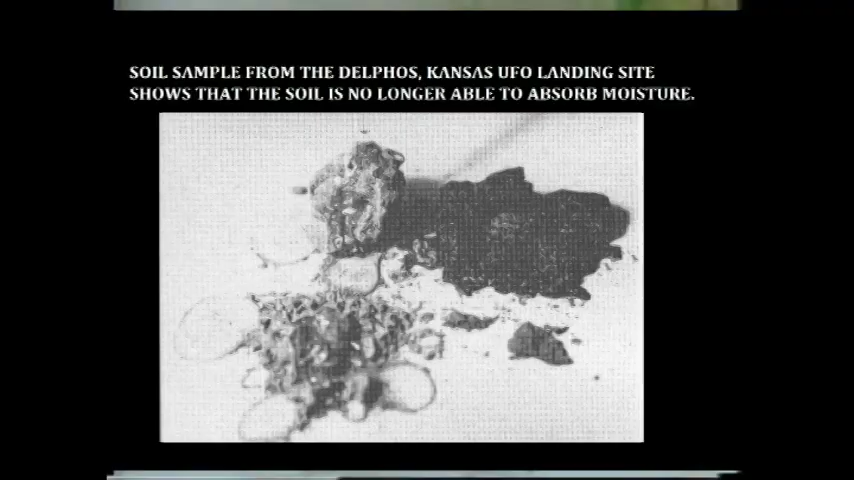 SOIL SAMPLE FROM THE DELPHOS, KANSAS UFO LANDING SITE
SHOWS THAT THE SOIL IS NO LONGER ABLE TO ABSORB MOISTURE.